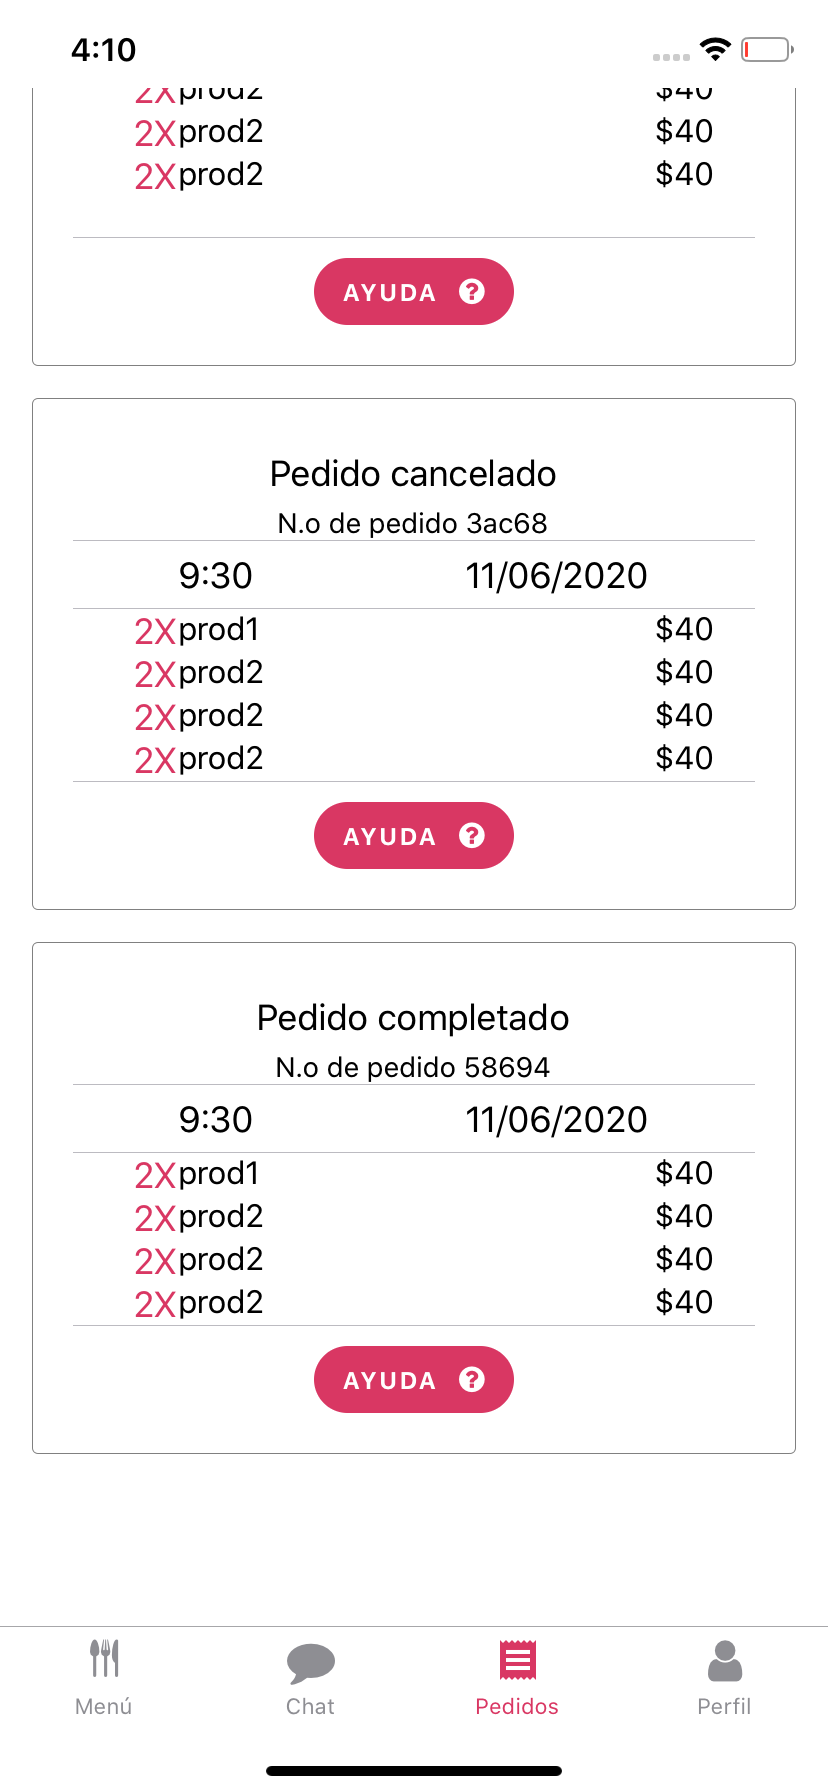 4:10
2Xprod2 $40
2Xprod2 $40
2Xprod2 $40
AYUDA ?
Pedido cancelado
N.o de pedido 3ac68
9:30 11/06/2020
2Xprod1 $40
2Xprod2 $40
2Xprod2 $40
2Xprod2 $40
AYUDA ?
Pedido completado
N.o de pedido 58694
9:30 11/06/2020
2Xprod1 $40
2Xprod2 $40
2Xprod2 $40
2Xprod2 $40
AYUDA ?
Menú Chat Pedidos Perfil